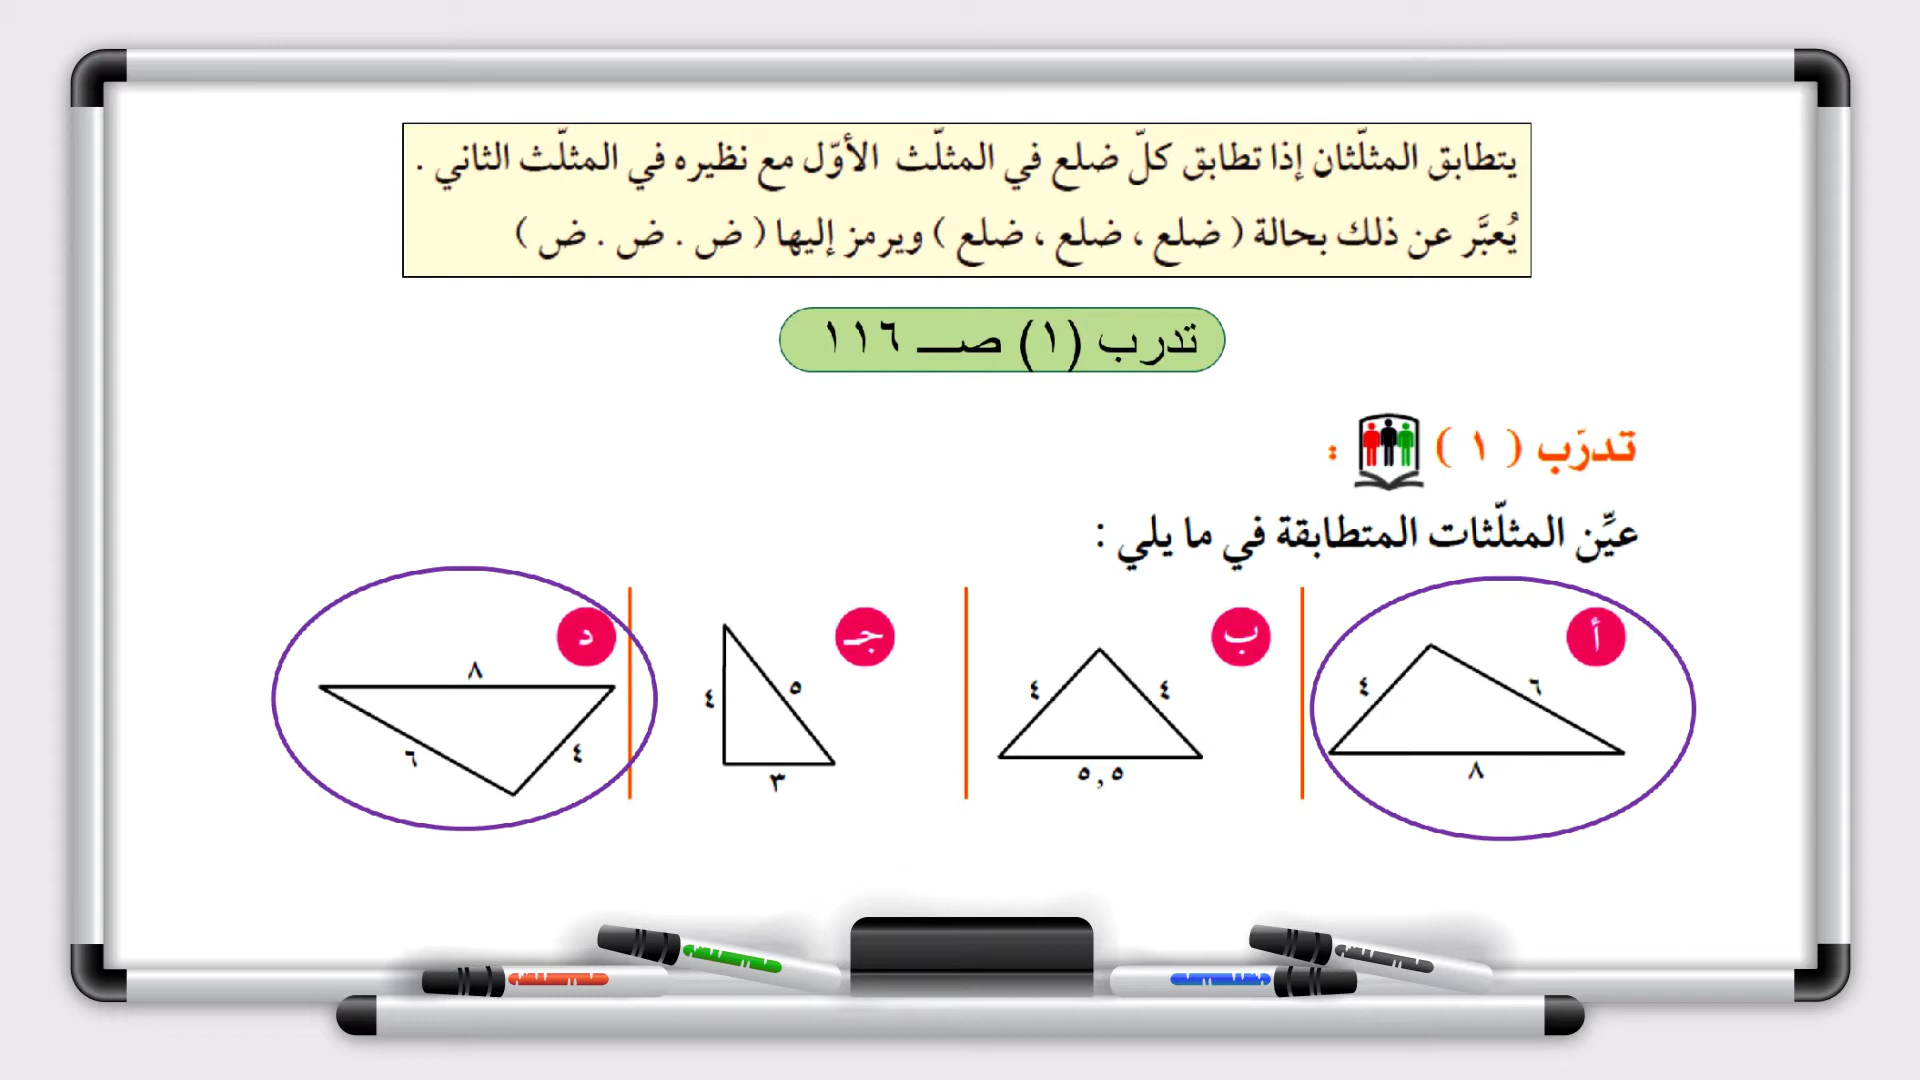 يتطابق المثلّثان إذا تطابق كلّ ضلع في المثلّث الأوّل مع نظيره في المثلّث الثاني .
يُعبَّر عن ذلك بحالة ( ضلع ، ضلع ، ضلع ) ويرمز إليها ( ض . ض . ض )
تدرب (١) صـــ ١١٦
تدرّب ( ١ ) :
عيِّن المثلّثات المتطابقة في ما يلي :
أ
٤
٦
٨
ب
٤
٤
٥,٥
جـ
٤
٥
٣
د
٨
٦
٤